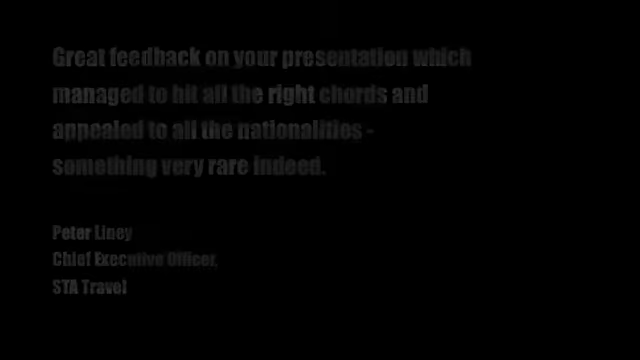 Great feedback on your presentation which
managed to hit all the right chords and
appealed to all the nationalities -
something very rare indeed.
Peter Liney
Chief Executive Officer,
STA Travel